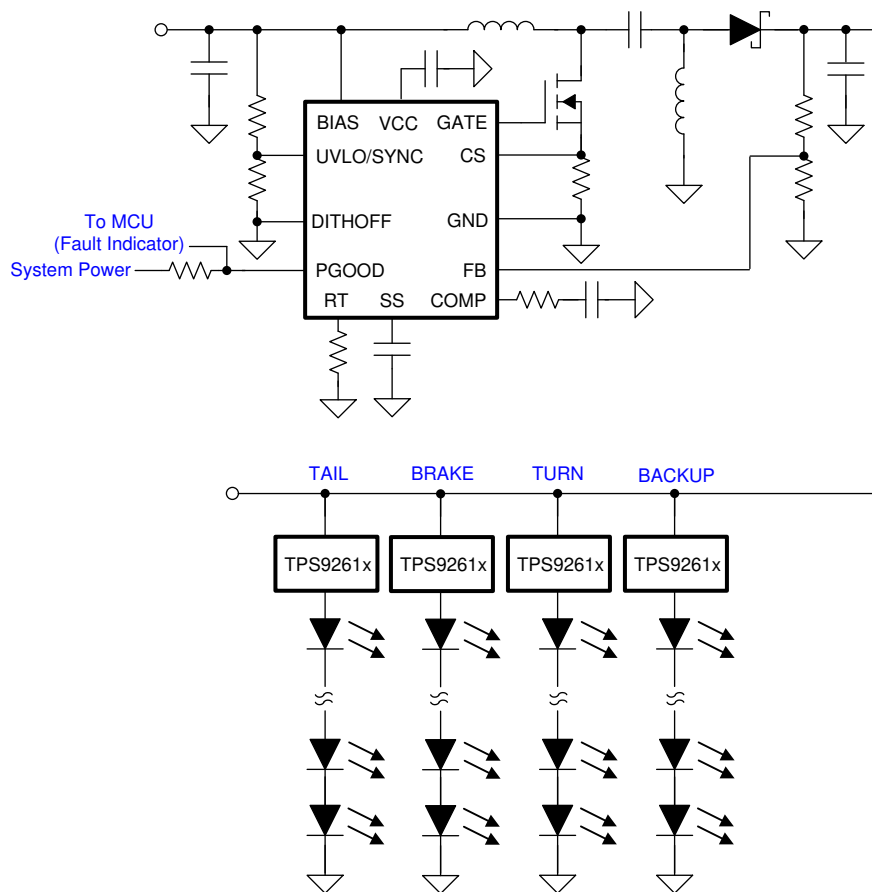 BIAS VCC GATE
UVLO/SYNC CS
To MCU
(Fault Indicator)
DITHOFF GND
System Power
PGOOD FB
RT SS COMP
TAIL BRAKE TURN BACKUP
TPS9261x TPS9261x TPS9261x TPS9261x